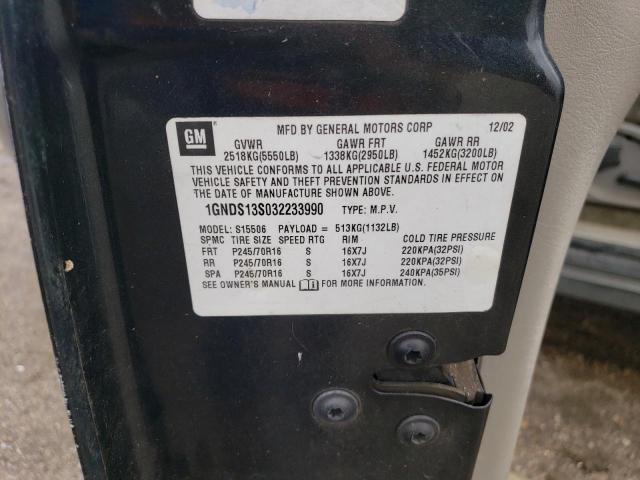 MFD BY GENERAL MOTORS CORP 12/02
GM
GVWR GAWR FRT GAWR RR
2518KG(5550LB) 1338KG(2950LB) 1452KG(3200LB)
THIS VEHICLE CONFORMS TO ALL APPLICABLE U.S. FEDERAL MOTOR
VEHICLE SAFETY AND THEFT PREVENTION STANDARDS IN EFFECT ON
THE DATE OF MANUFACTURE SHOWN ABOVE.
1GNDS13S032233990 TYPE: M.P.V.
MODEL: S15506 PAYLOAD = 513KG(1132LB)
SPMC TIRE SIZE SPEED RTG RIM COLD TIRE PRESSURE
FRT P245/70R16 S 16X7J 220KPA(32PSI)
RR P245/70R16 S 16X7J 220KPA(32PSI)
SPA P245/70R16 S 16X7J 240KPA(35PSI)
SEE OWNER'S MANUAL FOR MORE INFORMATION.